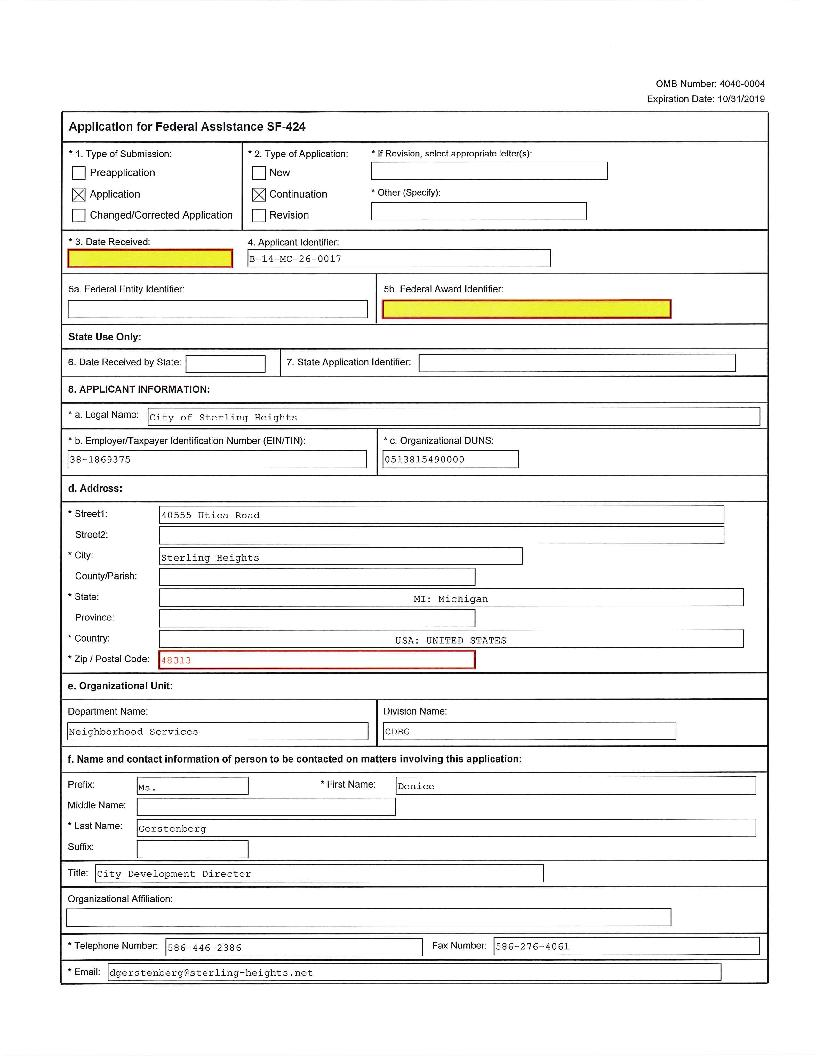 OMB Number: 4040-0004
Expiration Date: 10/31/2019
Application for Federal Assistance SF-424
* 1. Type of Submission: * 2. Type of Application: * If Revision, select appropriate letter(s):
Preapplication New
Application Continuation * Other (Specify):
Changed/Corrected Application Revision
* 3. Date Received: 4. Applicant Identifier:
B-14-MC-26-0017
5a. Federal Entity Identifier: 5b. Federal Award Identifier:
State Use Only:
6. Date Received by State: 7. State Application Identifier:
8. APPLICANT INFORMATION:
* a. Legal Name: City of Sterling Heights
* b. Employer/Taxpayer Identification Number (EIN/TIN): * c. Organizational DUNS:
38-1869375 0513815490000
d. Address:
* Street1: 40555 Utica Road
Street2:
* City: Sterling Heights
County/Parish:
* State: MI: Michigan
Province:
* Country: USA: UNITED STATES
* Zip / Postal Code: 48313
e. Organizational Unit:
Department Name: Division Name:
Neighborhood Services CDBG
f. Name and contact information of person to be contacted on matters involving this application:
Prefix: Ms. * First Name: Denice
Middle Name:
* Last Name: Gerstenberg
Suffix:
Title: City Development Director
Organizational Affiliation:
* Telephone Number: 586-446-2386 Fax Number: 586-276-4061
* Email: dgerstenberg@sterling-heights.net